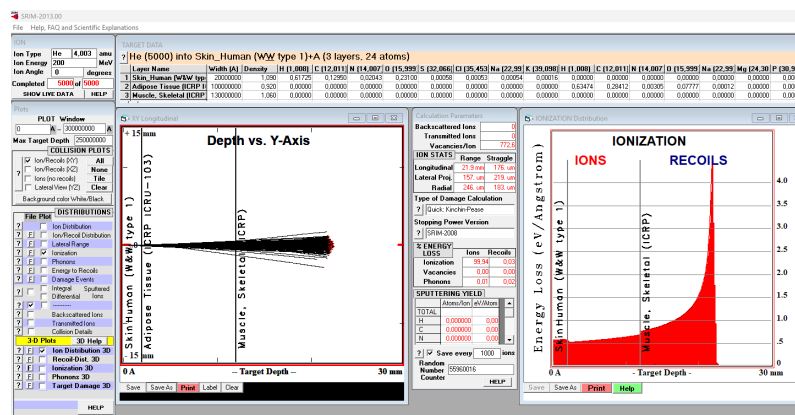 SRIM-2013.00
File Help, FAQ and Scientific Explanations
ION
Ion Type He 4,003 amu
Ion Energy 200 MeV
Ion Angle 0 degrees
Completed 5000 of 5000
SHOW LIVE DATA HELP
TARGET DATA
? He (5000) into Skin_Human (WW type 1)+A (3 layers, 24 atoms)
Layer Name Width (A) Density H (1,008) C (12,011) N (14,007) O (15,999) S (32,066) Cl (35,453 Na (22,99 K (39,098) H (1,008) C (12,011) N (14,007 O (15,999) Na (22,99 Mg (24,30 P (30,9
1 Skin_Human (W&W type 20000000 1,090 0,61725 0,12950 0,02043 0,23100 0,00058 0,00053 0,00054 0,00016 0,00000 0,00000 0,00000 0,00000 0,00000 0,00000 0,00
2 Adipose Tissue (ICRP I 10000000 0,920 0,00000 0,00000 0,00000 0,00000 0,00000 0,00000 0,00000 0,00000 0,63474 0,28412 0,00305 0,07777 0,00012 0,00000 0,00
3 Muscle, Skeletal (ICRP 13000000 1,060 0,00000 0,00000 0,00000 0,00000 0,00000 0,00000 0,00000 0,00000 0,00000 0,00000 0,00000 0,00000 0,00000 0,00000 0,00
Plots
PLOT Window
0 A - 300000000 A
Max Target Depth 250000000
COLLISION PLOTS
Ion/Recoils (XY) All
Ion/Recoils (XZ) None
? Ions (no recoils) Tile
Lateral View (YZ) Clear
Background color White/Black
File Plot DISTRIBUTIONS
? Ion Distribution
? F Ion/Recoil Distribution
? F Lateral Range
? F Ionization
? F Phonons
? F Energy to Recoils
? F Damage Events
? Integral Sputtered
Differential Ions
? ----------
? Backscattered Ions
? Transmitted Ions
? Collision Details
3-D Plots 3D Help
? F Ion Distribution 3D
? F Recoil-Dist. 3D
? F Ionization 3D
? F Phonons 3D
? F Target Damage 3D
HELP
XY Longitudinal
+ 15 mm
Depth vs. Y-Axis
Skin Human (W&W type 1)
Adipose Tissue (ICRP ICRU-103)
Muscle, Skeletal (ICRP)
0
- 15 mm
0 A -- Target Depth -- 30 mm
Save Save As Print Label Clear
Calculation Parameters
Backscattered Ions 0
Transmitted Ions 0
Vacancies/Ion 772,6
ION STATS Range Straggle
Longitudinal 21,9 mm 176, um
Lateral Proj. 157, um 219, um
Radial 246, um 183, um
Type of Damage Calculation
? Quick: Kinchin-Pease
Stopping Power Version
? SRIM-2008
% ENERGY LOSS Ions Recoils
Ionization 99,94 0,03
Vacancies 0,00 0,00
Phonons 0,01 0,02
SPUTTERING YIELD
Atoms/Ion eV/Atom
TOTAL
H 0,000000 0,00
C 0,000000 0,00
N 0,000000 0,00
? Save every 1000 ions
Random
Number 55960016
Counter
HELP
IONIZATION Distribution
IONIZATION
IONS RECOILS
Energy Loss (eV/Angstrom)
Skin Human (W&W type 1)
Muscle, Skeletal (ICRP)
4.0
3.5
3.0
2.5
2.0
1.5
1.0
.5
0
0 A - Target Depth - 30 mm
Save Save As Print Help